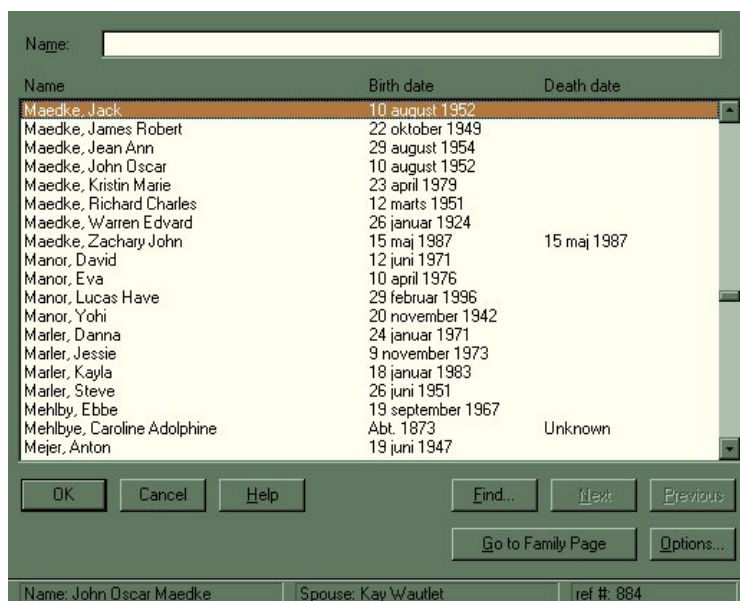 Name:
Name Birth date Death date
Maedke, Jack 10 august 1952
Maedke, James Robert 22 oktober 1949
Maedke, Jean Ann 29 august 1954
Maedke, John Oscar 10 august 1952
Maedke, Kristin Marie 23 april 1979
Maedke, Richard Charles 12 marts 1951
Maedke, Warren Edvard 26 januar 1924
Maedke, Zachary John 15 maj 1987 15 maj 1987
Manor, David 12 juni 1971
Manor, Eva 10 april 1976
Manor, Lucas Have 29 februar 1996
Manor, Yohi 20 november 1942
Marler, Danna 24 januar 1971
Marler, Jessie 9 november 1973
Marler, Kayla 18 januar 1983
Marler, Steve 26 juni 1951
Mehlby, Ebbe 19 september 1967
Mehlbye, Caroline Adolphine Abt. 1873 Unknown
Mejer, Anton 19 juni 1947
OK Cancel Help Find... Next Previous
Go to Family Page Options...
Name: John Oscar Maedke Spouse: Kay Wautlet ref #: 884